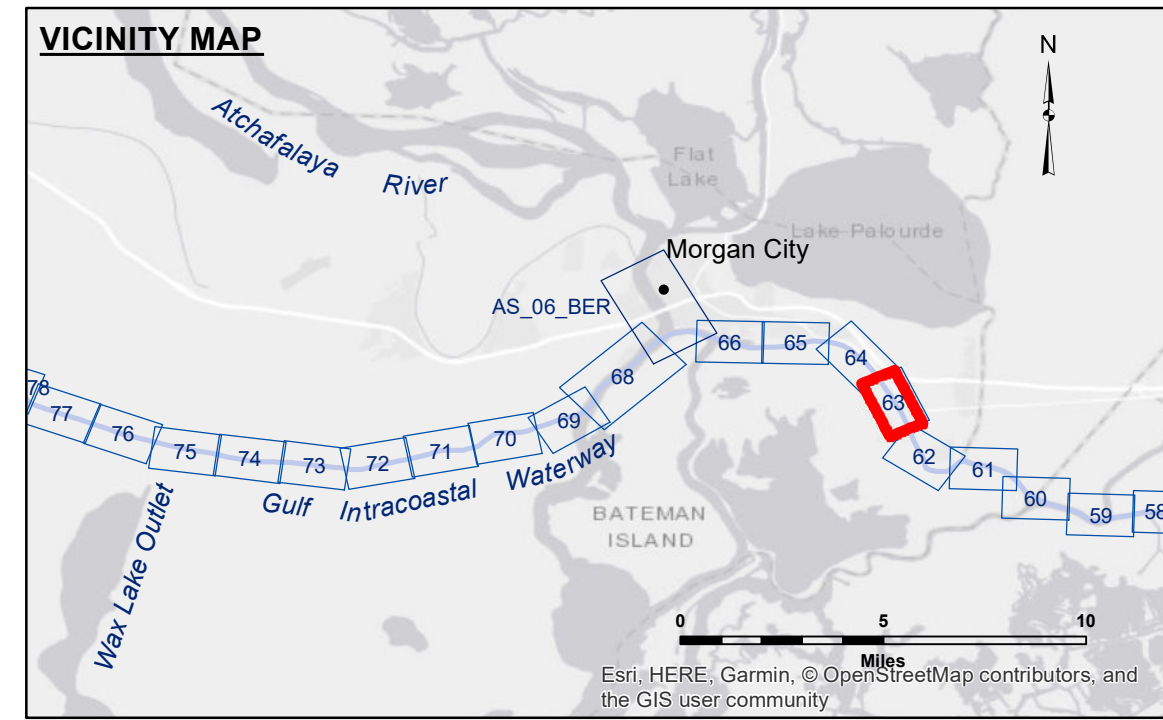 VICINITY MAP
N
Atchafalaya
River
Flat
Lake
Lake Palourde
Morgan City
AS_06_BER
66
65
64
68
63
78
77
76
75
74
73
72
71
70
69
62
61
60
59
58
Wax Lake Outlet
Gulf
Intracoastal
Waterway
BATEMAN
ISLAND
0 5 10
Miles
Esri, HERE, Garmin, © OpenStreetMap contributors, and
the GIS user community